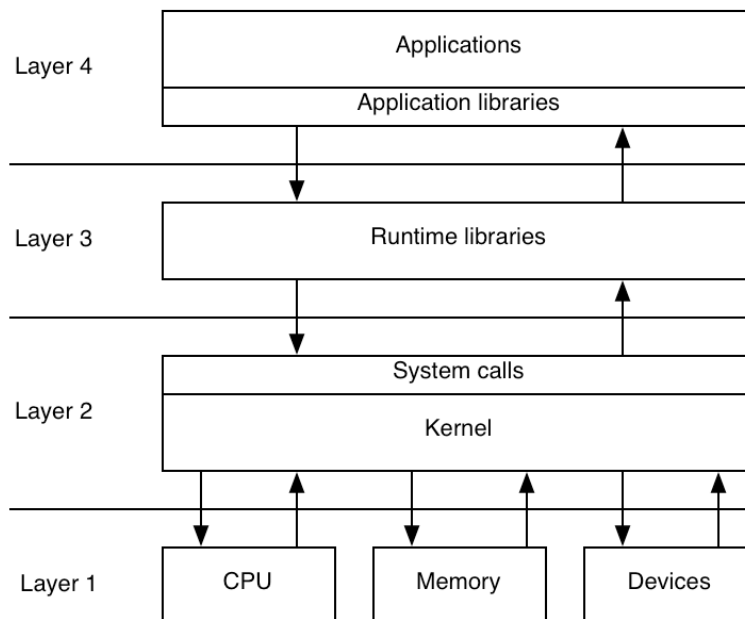 Applications
Layer 4
Application libraries
Layer 3
Runtime libraries
System calls
Layer 2
Kernel
Layer 1
CPU
Memory
Devices